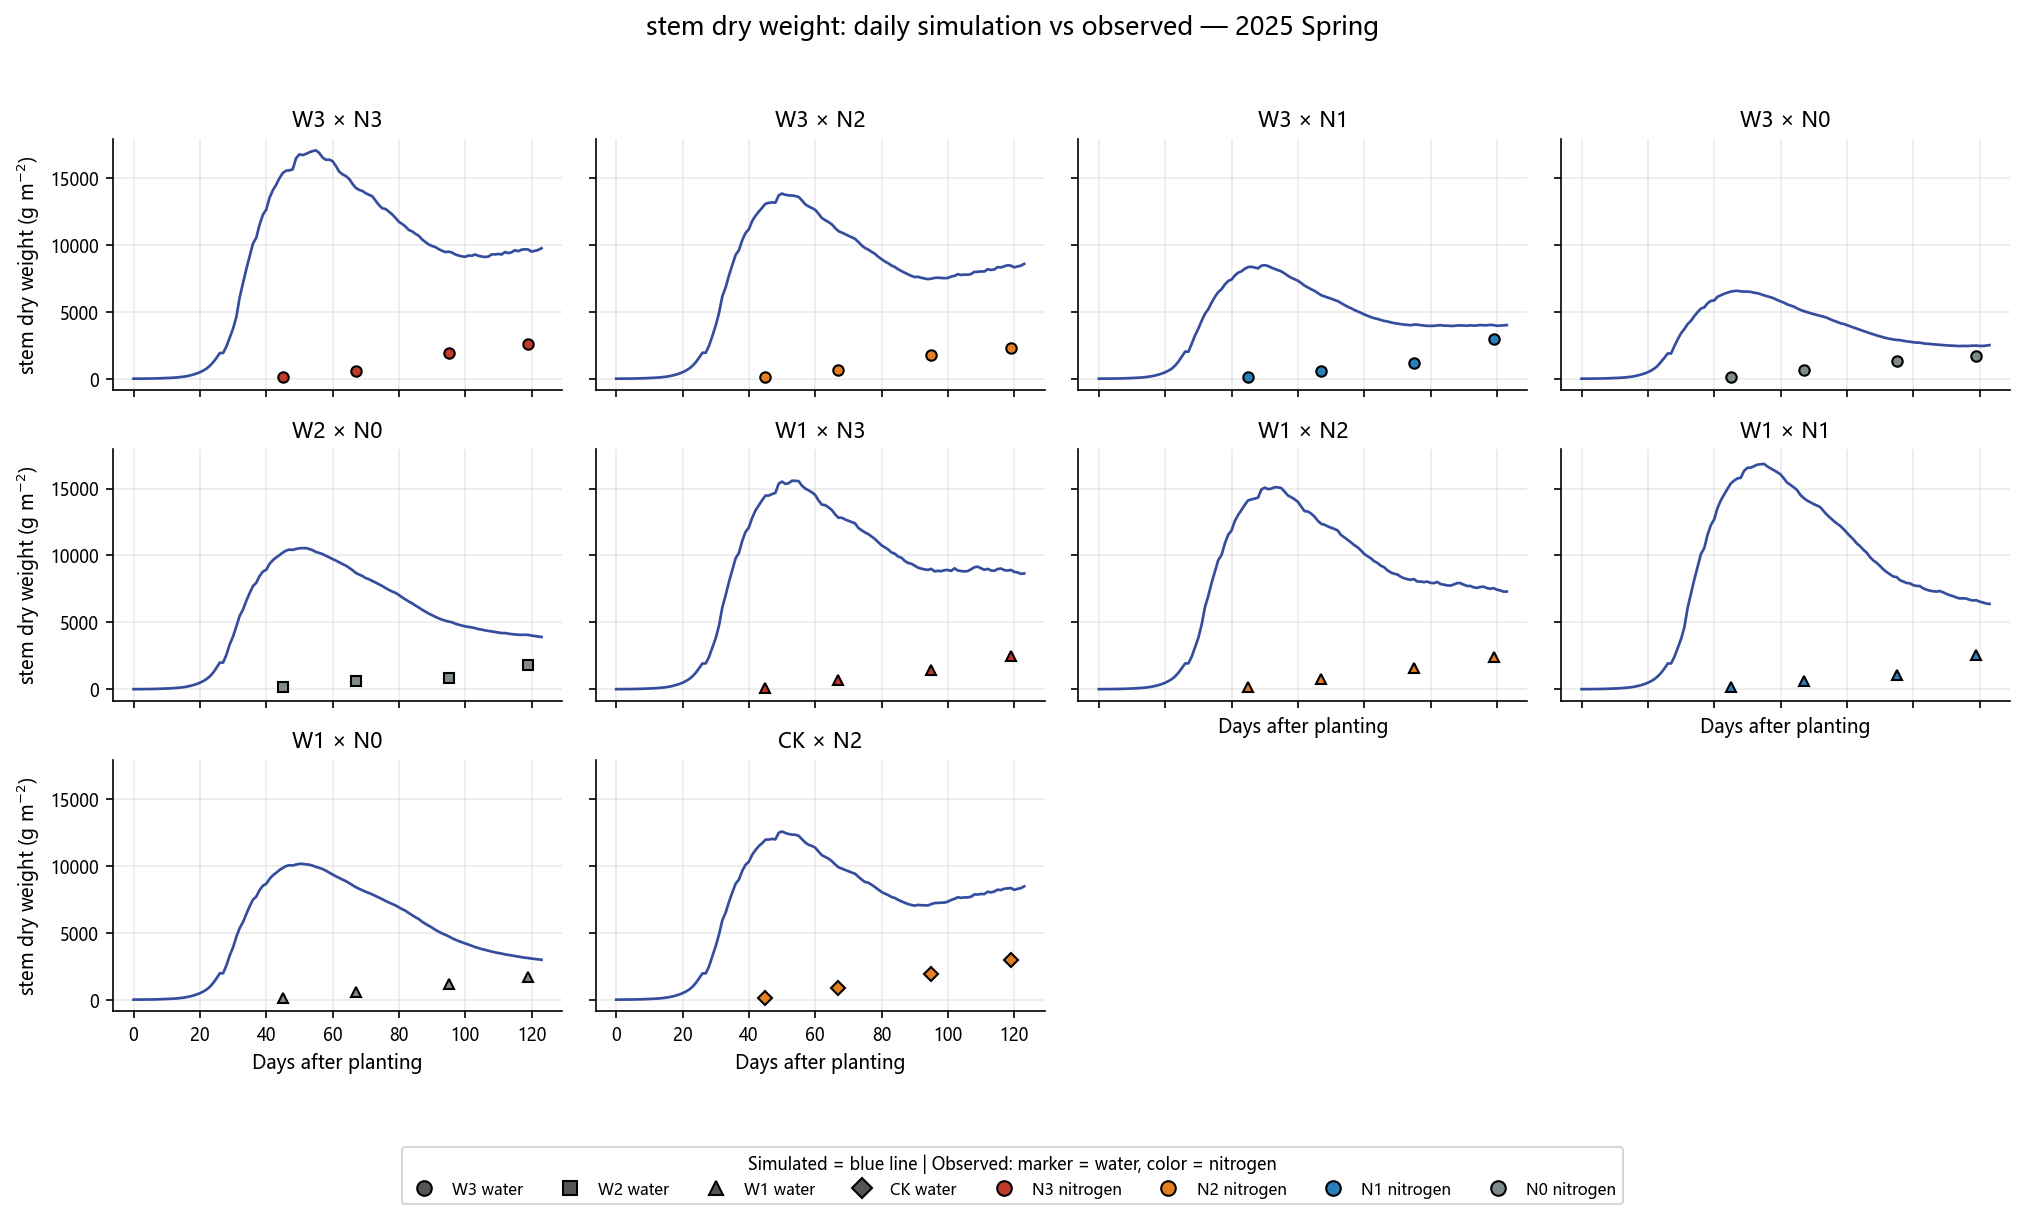 stem dry weight: daily simulation vs observed — 2025 Spring
W3 × N3
W3 × N2
W3 × N1
W3 × N0
stem dry weight (g m⁻²)
15000
10000
5000
0
W2 × N0
W1 × N3
W1 × N2
W1 × N1
stem dry weight (g m⁻²)
15000
10000
5000
0
Days after planting
Days after planting
W1 × N0
CK × N2
stem dry weight (g m⁻²)
15000
10000
5000
0
0 20 40 60 80 100 120
0 20 40 60 80 100 120
Days after planting
Days after planting
Simulated = blue line | Observed: marker = water, color = nitrogen
W3 water W2 water W1 water CK water N3 nitrogen N2 nitrogen N1 nitrogen N0 nitrogen